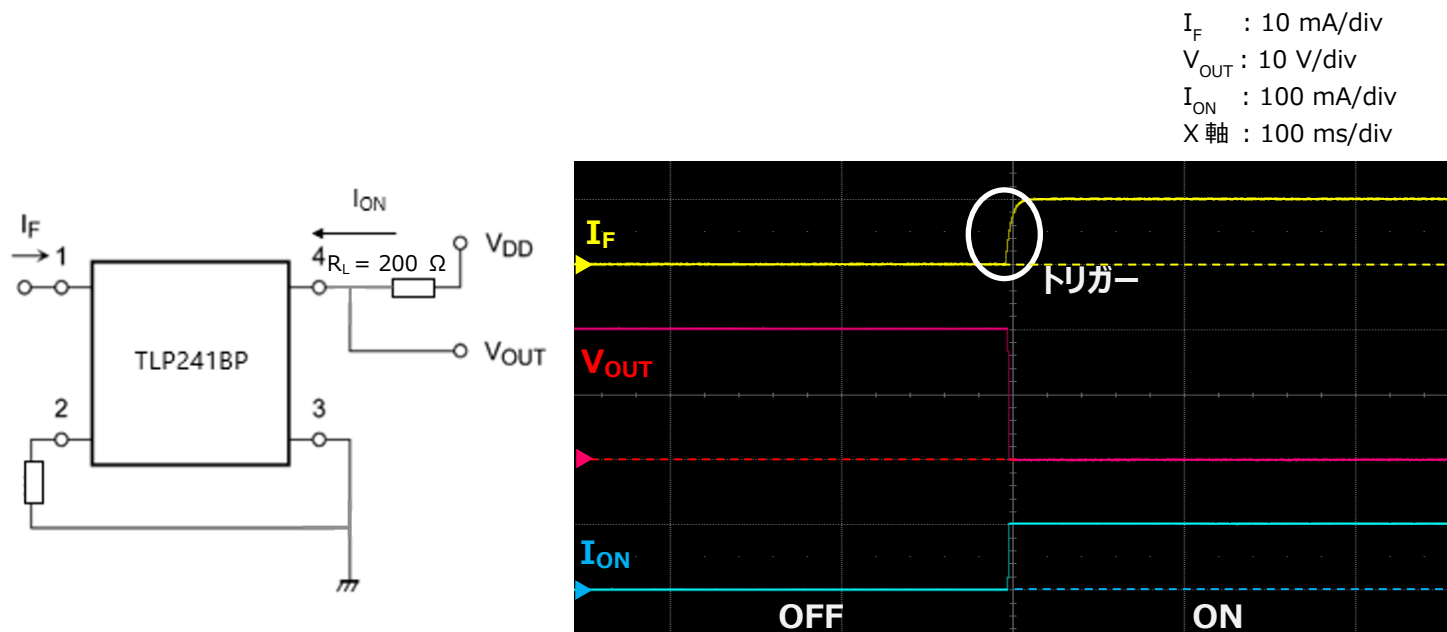 I_F : 10 mA/div
V_OUT : 10 V/div
I_ON : 100 mA/div
X 軸 : 100 ms/div
I_ON
I_F
1
4
R_L = 200 Ω
V_DD
TLP241BP
V_OUT
2
3
I_F
トリガー
V_OUT
I_ON
OFF
ON